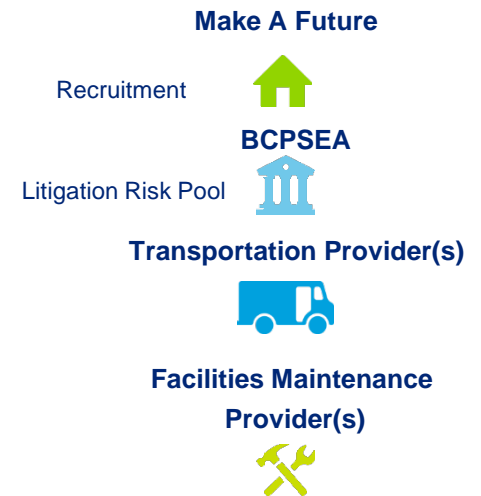 Make A Future
Recruitment
BCPSEA
Litigation Risk Pool
Transportation Provider(s)
Facilities Maintenance
Provider(s)